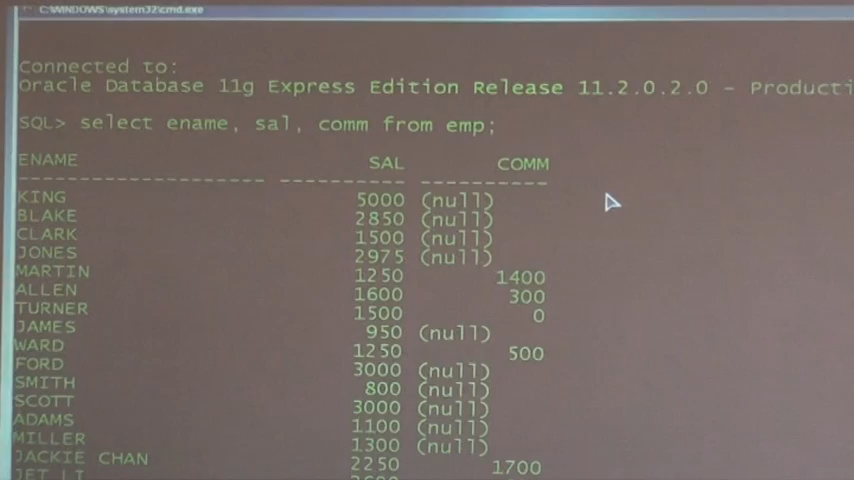 C:\WINDOWS\system32\cmd.exe
Connected to:
Oracle Database 11g Express Edition Release 11.2.0.2.0 - Producti
SQL> select ename, sal, comm from emp;
ENAME SAL COMM
-------------------- ---------- ----------
KING 5000 (null)
BLAKE 2850 (null)
CLARK 1500 (null)
JONES 2975 (null)
MARTIN 1250 1400
ALLEN 1600 300
TURNER 1500 0
JAMES 950 (null)
WARD 1250 500
FORD 3000 (null)
SMITH 800 (null)
SCOTT 3000 (null)
ADAMS 1100 (null)
MILLER 1300 (null)
JACKIE CHAN 2250 1700
JET LI